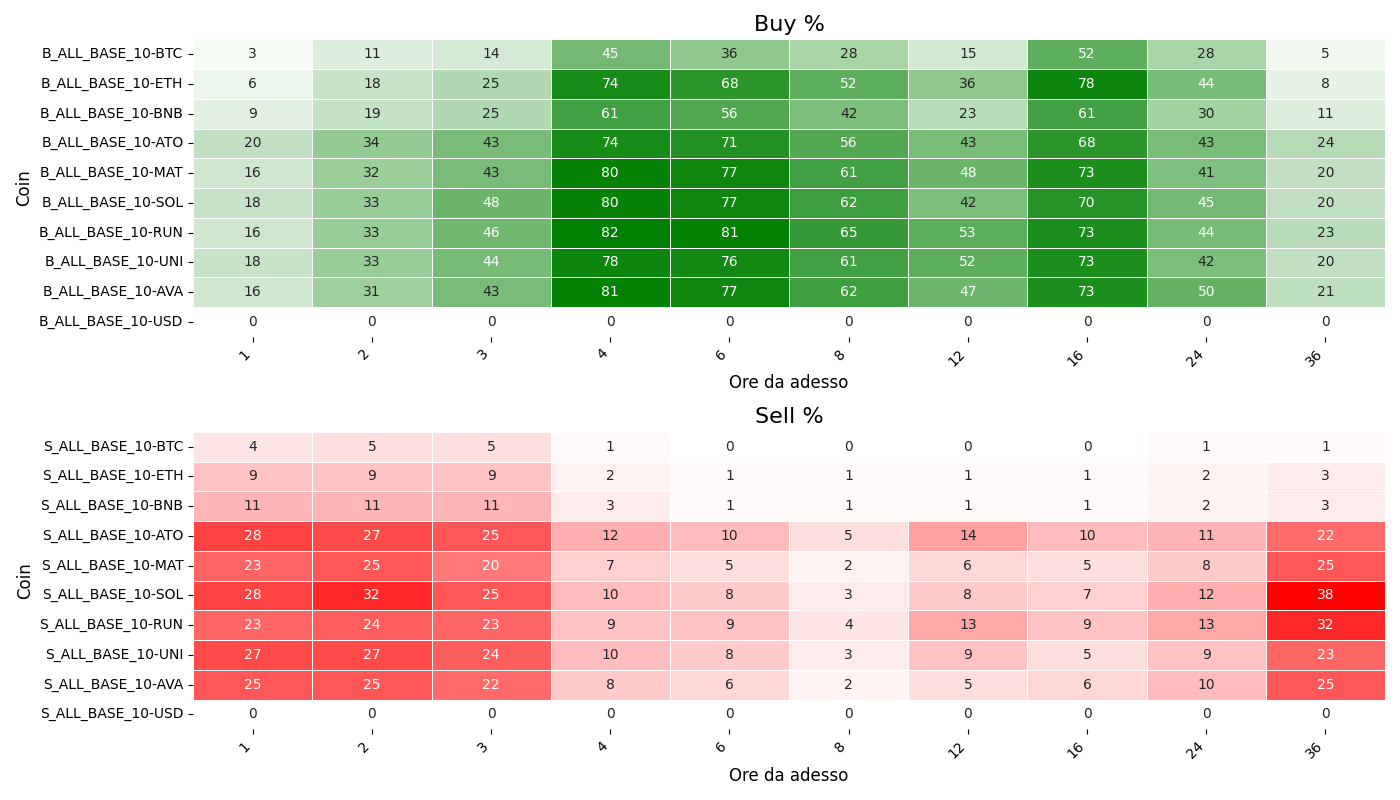 Buy %
Coin
B_ALL_BASE_10-BTC 3 11 14 45 36 28 15 52 28 5
B_ALL_BASE_10-ETH 6 18 25 74 68 52 36 78 44 8
B_ALL_BASE_10-BNB 9 19 25 61 56 42 23 61 30 11
B_ALL_BASE_10-ATO 20 34 43 74 71 56 43 68 43 24
B_ALL_BASE_10-MAT 16 32 43 80 77 61 48 73 41 20
B_ALL_BASE_10-SOL 18 33 48 80 77 62 42 70 45 20
B_ALL_BASE_10-RUN 16 33 46 82 81 65 53 73 44 23
B_ALL_BASE_10-UNI 18 33 44 78 76 61 52 73 42 20
B_ALL_BASE_10-AVA 16 31 43 81 77 62 47 73 50 21
B_ALL_BASE_10-USD 0 0 0 0 0 0 0 0 0 0
1 2 3 4 6 8 12 16 24 36
Ore da adesso
Sell %
Coin
S_ALL_BASE_10-BTC 4 5 5 1 0 0 0 0 1 1
S_ALL_BASE_10-ETH 9 9 9 2 1 1 1 1 2 3
S_ALL_BASE_10-BNB 11 11 11 3 1 1 1 1 2 3
S_ALL_BASE_10-ATO 28 27 25 12 10 5 14 10 11 22
S_ALL_BASE_10-MAT 23 25 20 7 5 2 6 5 8 25
S_ALL_BASE_10-SOL 28 32 25 10 8 3 8 7 12 38
S_ALL_BASE_10-RUN 23 24 23 9 9 4 13 9 13 32
S_ALL_BASE_10-UNI 27 27 24 10 8 3 9 5 9 23
S_ALL_BASE_10-AVA 25 25 22 8 6 2 5 6 10 25
S_ALL_BASE_10-USD 0 0 0 0 0 0 0 0 0 0
1 2 3 4 6 8 12 16 24 36
Ore da adesso